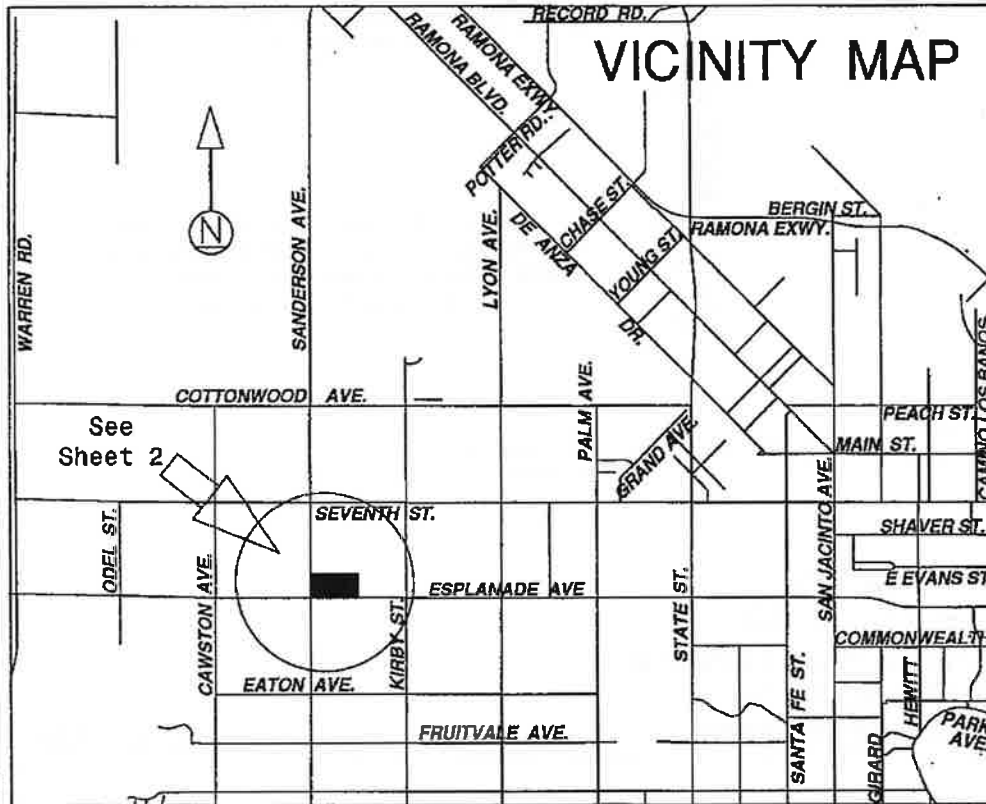 RECORD RD.
VICINITY MAP
RAMONA EXWY.
RAMONA BLVD.
POTTER RD.
CHASE ST.
YOUNG ST.
DE ANZA
DR.
BERGIN ST.
RAMONA EXWY.
WARREN RD.
SANDERSON AVE.
N
LYON AVE.
COTTONWOOD AVE.
PALM AVE.
GRAND AVE.
PEACH ST.
MAIN ST.
CAMINO LOS BANOS
See
Sheet 2
SEVENTH ST.
ODEL ST.
CAWSTON AVE.
KIRBY ST.
ESPLANADE AVE
STATE ST.
SAN JACINTO AVE.
SHAVER ST.
E EVANS ST
COMMONWEALTH
EATON AVE.
FRUITVALE AVE.
SANTA FE ST.
GIRARD
HEWITT
PARK
AVE.